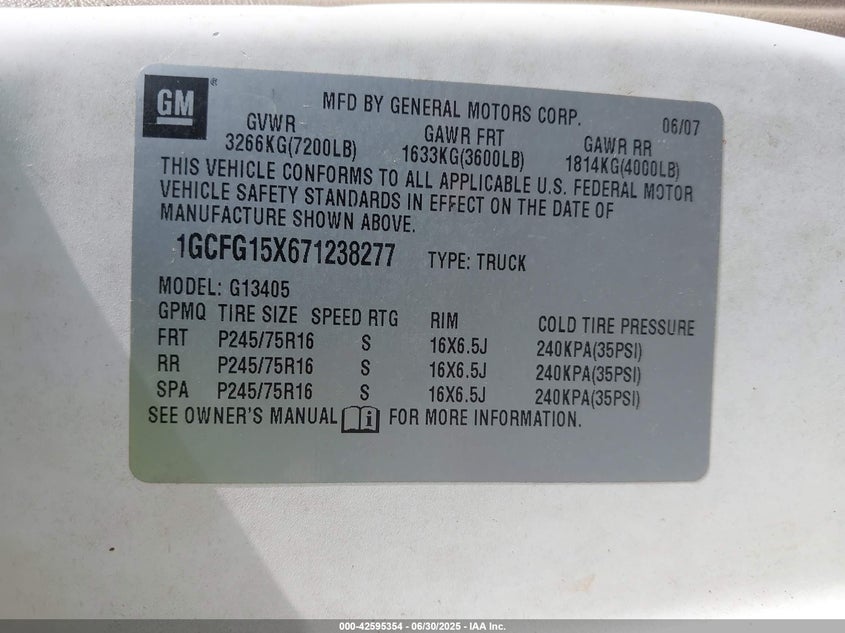 GM
MFD BY GENERAL MOTORS CORP. 06/07
GVWR GAWR FRT GAWR RR
3266KG(7200LB) 1633KG(3600LB) 1814KG(4000LB)
THIS VEHICLE CONFORMS TO ALL APPLICABLE U.S. FEDERAL MOTOR
VEHICLE SAFETY STANDARDS IN EFFECT ON THE DATE OF
MANUFACTURE SHOWN ABOVE.
1GCFG15X671238277 TYPE: TRUCK
MODEL: G13405
GPMQ TIRE SIZE SPEED RTG RIM COLD TIRE PRESSURE
FRT P245/75R16 S 16X6.5J 240KPA(35PSI)
RR P245/75R16 S 16X6.5J 240KPA(35PSI)
SPA P245/75R16 S 16X6.5J 240KPA(35PSI)
SEE OWNER'S MANUAL i FOR MORE INFORMATION.
000-42595354 | 06/30/2025 - IAA Inc.